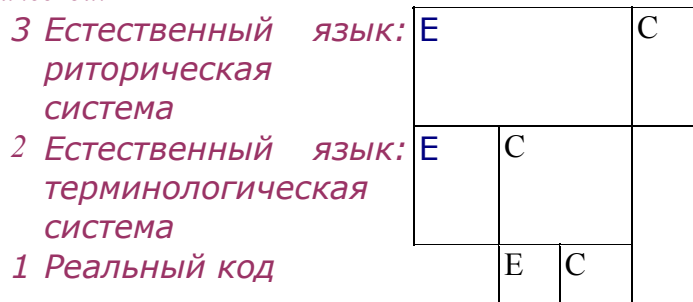 3 Естественный язык: E C
риторическая
система
2 Естественный язык: E C
терминологическая
система
1 Реальный код E C